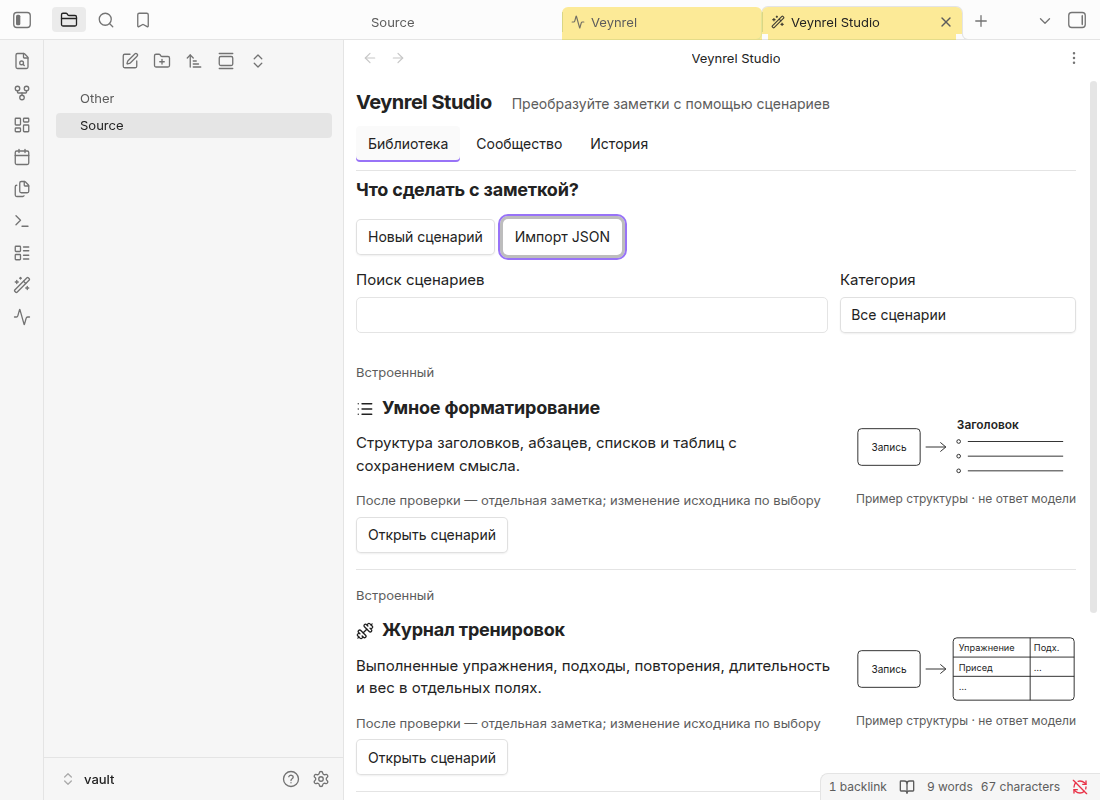 Source
Veynrel
Veynrel Studio
Veynrel Studio
Other
Source
Veynrel Studio
Преобразуйте заметки с помощью сценариев
Библиотека
Сообщество
История
Что сделать с заметкой?
Новый сценарий
Импорт JSON
Поиск сценариев
Категория
Все сценарии
Встроенный
Умное форматирование
Структура заголовков, абзацев, списков и таблиц с
сохранением смысла.
После проверки — отдельная заметка; изменение исходника по выбору
Открыть сценарий
Запись
Заголовок
Пример структуры · не ответ модели
Встроенный
Журнал тренировок
Выполненные упражнения, подходы, повторения, длительность
и вес в отдельных полях.
После проверки — отдельная заметка; изменение исходника по выбору
Открыть сценарий
Запись
Упражнение
Подх.
Присед
...
...
Пример структуры · не ответ модели
vault
1 backlink
9 words
67 characters